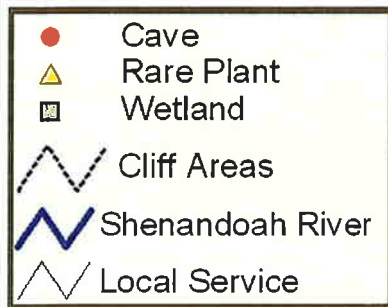 Cave
Rare Plant
Wetland
Cliff Areas
Shenandoah River
Local Service